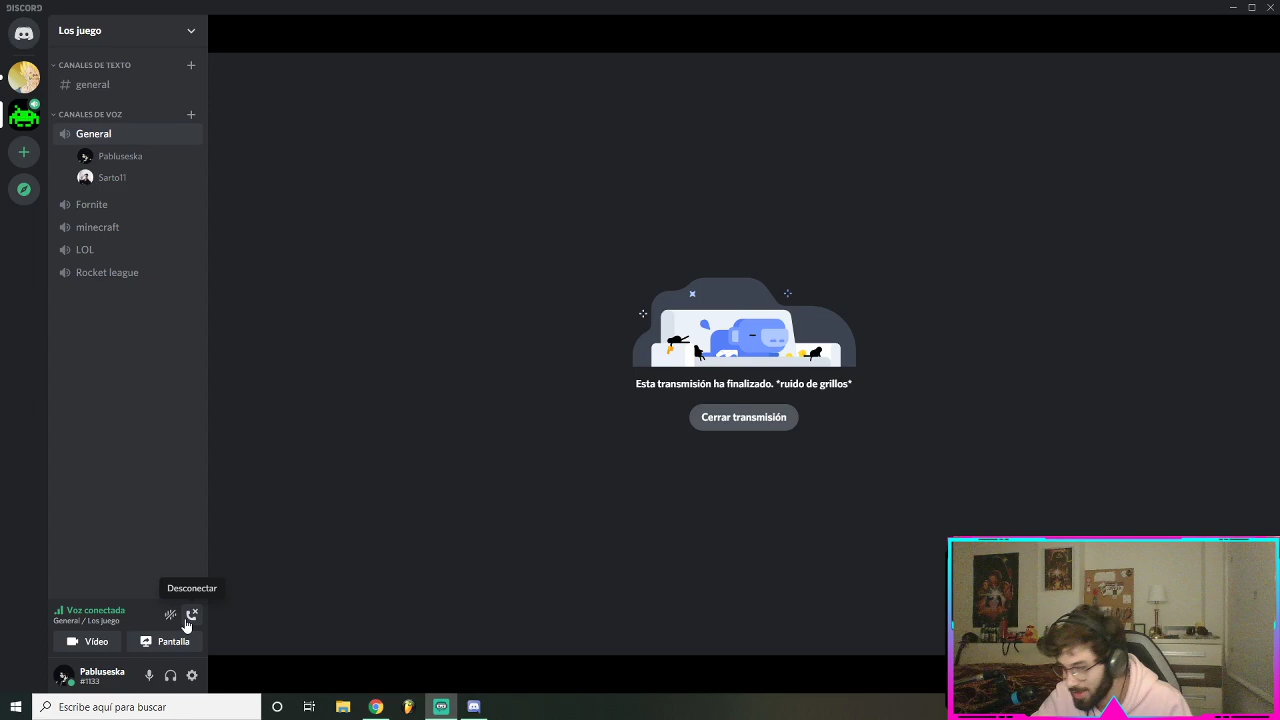 DISCORD
Los juego
CANALES DE TEXTO
general
CANALES DE VOZ
General
Pabluseska
Sarto11
Fornite
minecraft
LOL
Rocket league
Esta transmisión ha finalizado. *ruido de grillos*
Cerrar transmisión
Desconectar
Voz conectada
General / Los juego
Vídeo
Pantalla
Pabluseska
#1133
Escribe aquí para buscar